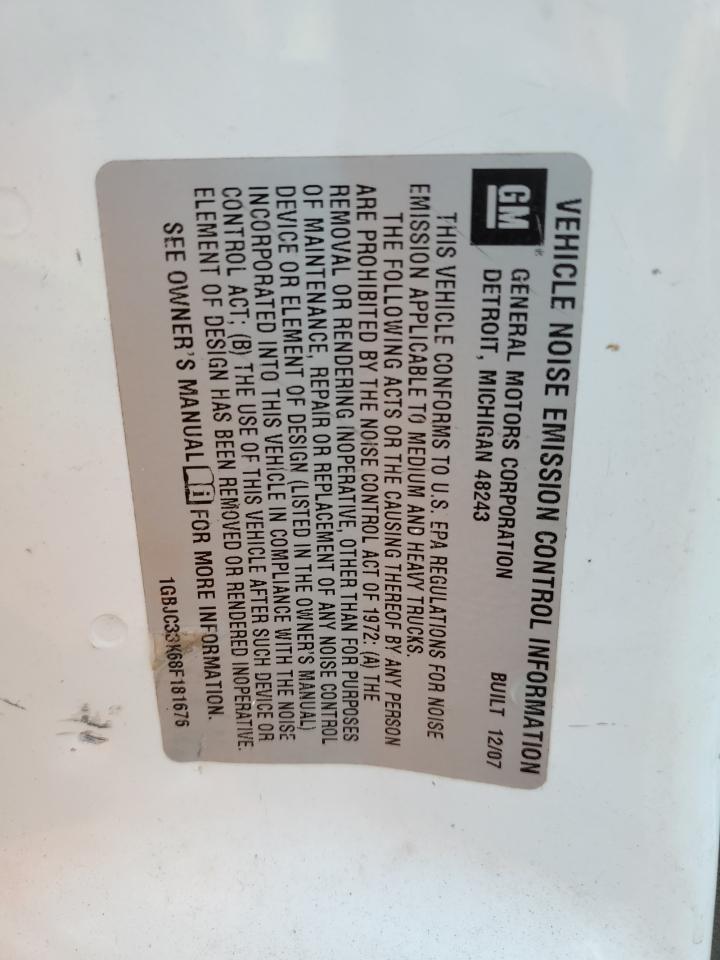 VEHICLE NOISE EMISSION CONTROL INFORMATION
GM®
GENERAL MOTORS CORPORATION
DETROIT, MICHIGAN 48243
BUILT 12/07
THIS VEHICLE CONFORMS TO U.S. EPA REGULATIONS FOR NOISE
EMISSION APPLICABLE TO MEDIUM AND HEAVY TRUCKS.
THE FOLLOWING ACTS OR THE CAUSING THEREOF BY ANY PERSON
ARE PROHIBITED BY THE NOISE CONTROL ACT OF 1972: (A) THE
REMOVAL OR RENDERING INOPERATIVE, OTHER THAN FOR PURPOSES
OF MAINTENANCE, REPAIR OR REPLACEMENT OF ANY NOISE CONTROL
DEVICE OR ELEMENT OF DESIGN (LISTED IN THE OWNER'S MANUAL)
INCORPORATED INTO THIS VEHICLE IN COMPLIANCE WITH THE NOISE
CONTROL ACT; (B) THE USE OF THIS VEHICLE AFTER SUCH DEVICE OR
ELEMENT OF DESIGN HAS BEEN REMOVED OR RENDERED INOPERATIVE.
SEE OWNER'S MANUAL i FOR MORE INFORMATION.
1GBJC33K68F181676